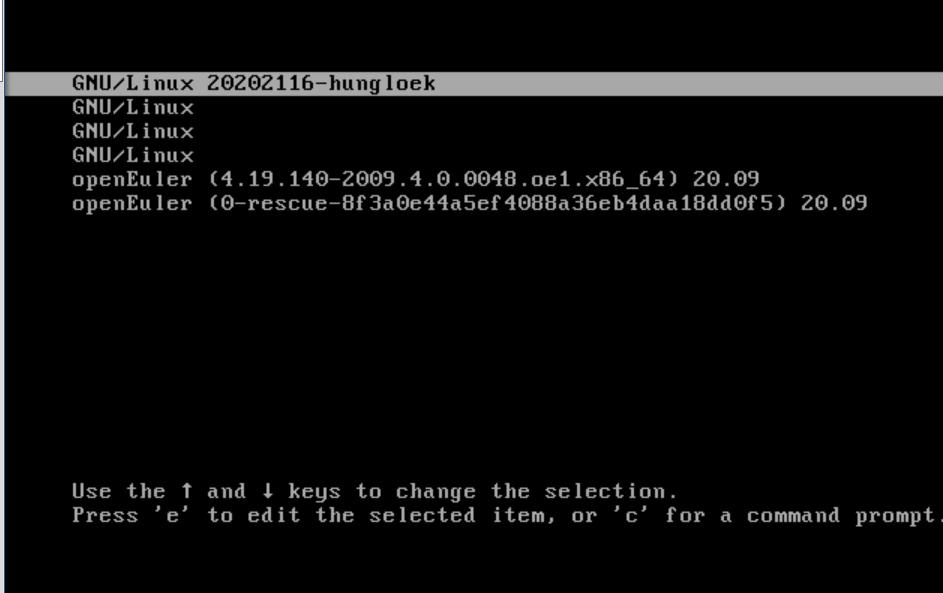 GNU/Linux 20202116-hungloek
GNU/Linux
GNU/Linux
GNU/Linux
openEuler (4.19.140-2009.4.0.0048.oe1.x86_64) 20.09
openEuler (0-rescue-8f3a0e44a5ef4088a36eb4daa18dd0f5) 20.09
Use the ↑ and ↓ keys to change the selection.
Press 'e' to edit the selected item, or 'c' for a command prompt.